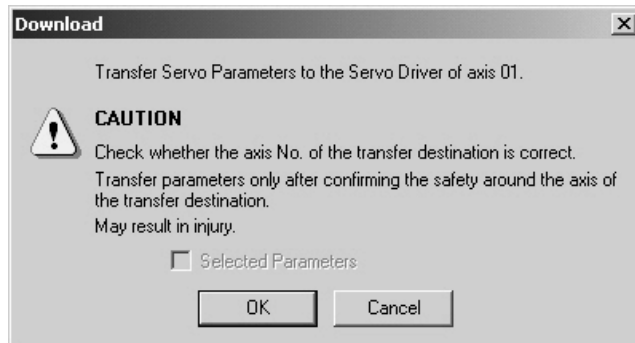 Download
Transfer Servo Parameters to the Servo Driver of axis 01.
CAUTION
Check whether the axis No. of the transfer destination is correct.
Transfer parameters only after confirming the safety around the axis of
the transfer destination.
May result in injury.
Selected Parameters
OK
Cancel